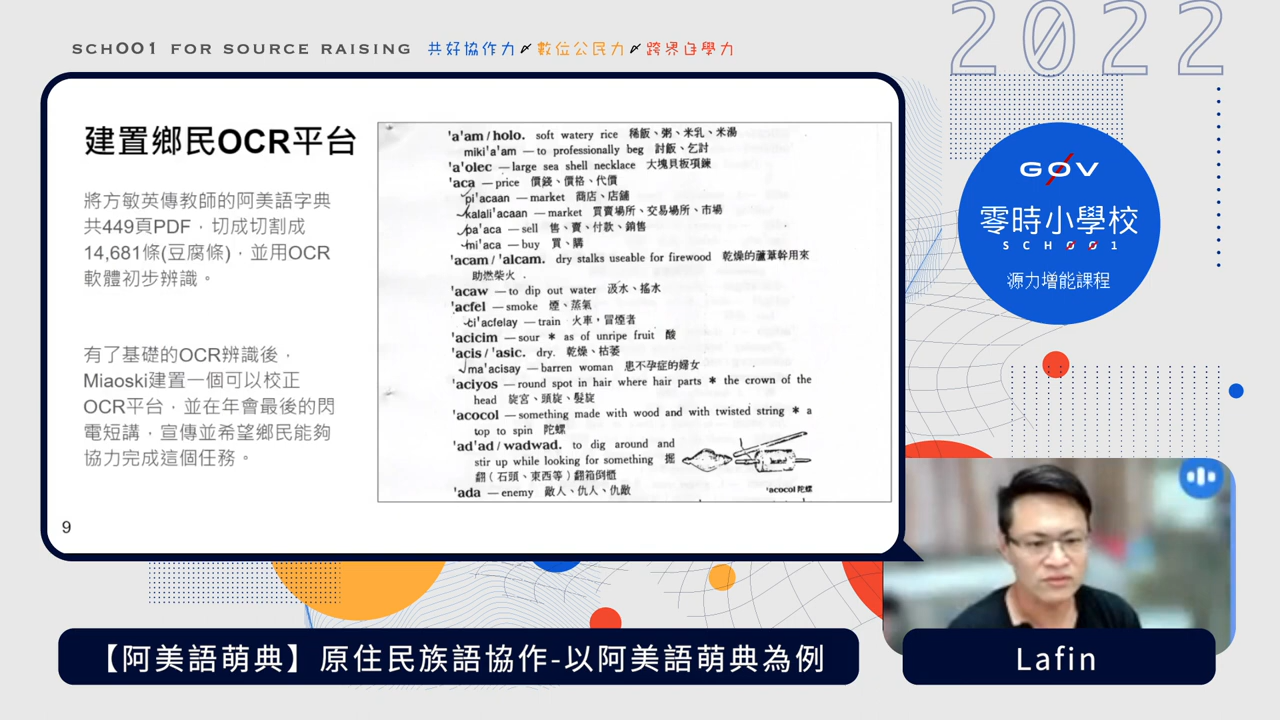 SCHOO1 FOR SOURCE RAISING 共好協作力 數位公民力 跨界自學力
2022
建置鄉民OCR平台
將方敏英傳教師的阿美語字典
共449頁PDF，切成切割成
14,681條(豆腐條)，並用OCR
軟體初步辨識。
有了基礎的OCR辨識後，
Miaoski建置一個可以校正
OCR平台，並在年會最後的閃
電短講，宣傳並希望鄉民能夠
協力完成這個任務。
9
'a'am / holo. soft watery rice 稀飯、粥、米乳、米湯
miki'a'am — to professionally beg 討飯、乞討
'a'olec — large sea shell necklace 大塊貝板項鍊
'aca — price 價錢、價格、代價
pi'acaan — market 商店、店舖
kalali'acaan — market 買賣場所、交易場所、市場
pa'aca — sell 售、賣、付款、銷售
mi'aca — buy 買、購
'acam / 'alcam. dry stalks useable for firewood 乾燥的蘆葦幹用來
助燃柴火 .
'acaw — to dip out water 汲水、搖水
'acfel — smoke 煙、蒸氣
ci'acfelay — train 火車，冒煙者
'acicim — sour * as of unripe fruit 酸
'acis / 'asic. dry. 乾燥、枯萎
ma'acisay — barren woman 患不孕症的婦女
'aciyos — round spot in hair where hair parts * the crown of the
head 旋宮、頭旋、髮旋
'acocol — something made with wood and with twisted string * a
top to spin 陀螺
'ad'ad / wadwad. to dig around and
stir up while looking for something 掘
翻（石頭、東西等）翻箱倒櫃
'ada — enemy 敵人、仇人、仇敵
'acocol 陀螺
GOV
零時小學校
SCHOO1
源力增能課程
【阿美語萌典】原住民族語協作-以阿美語萌典為例
Lafin